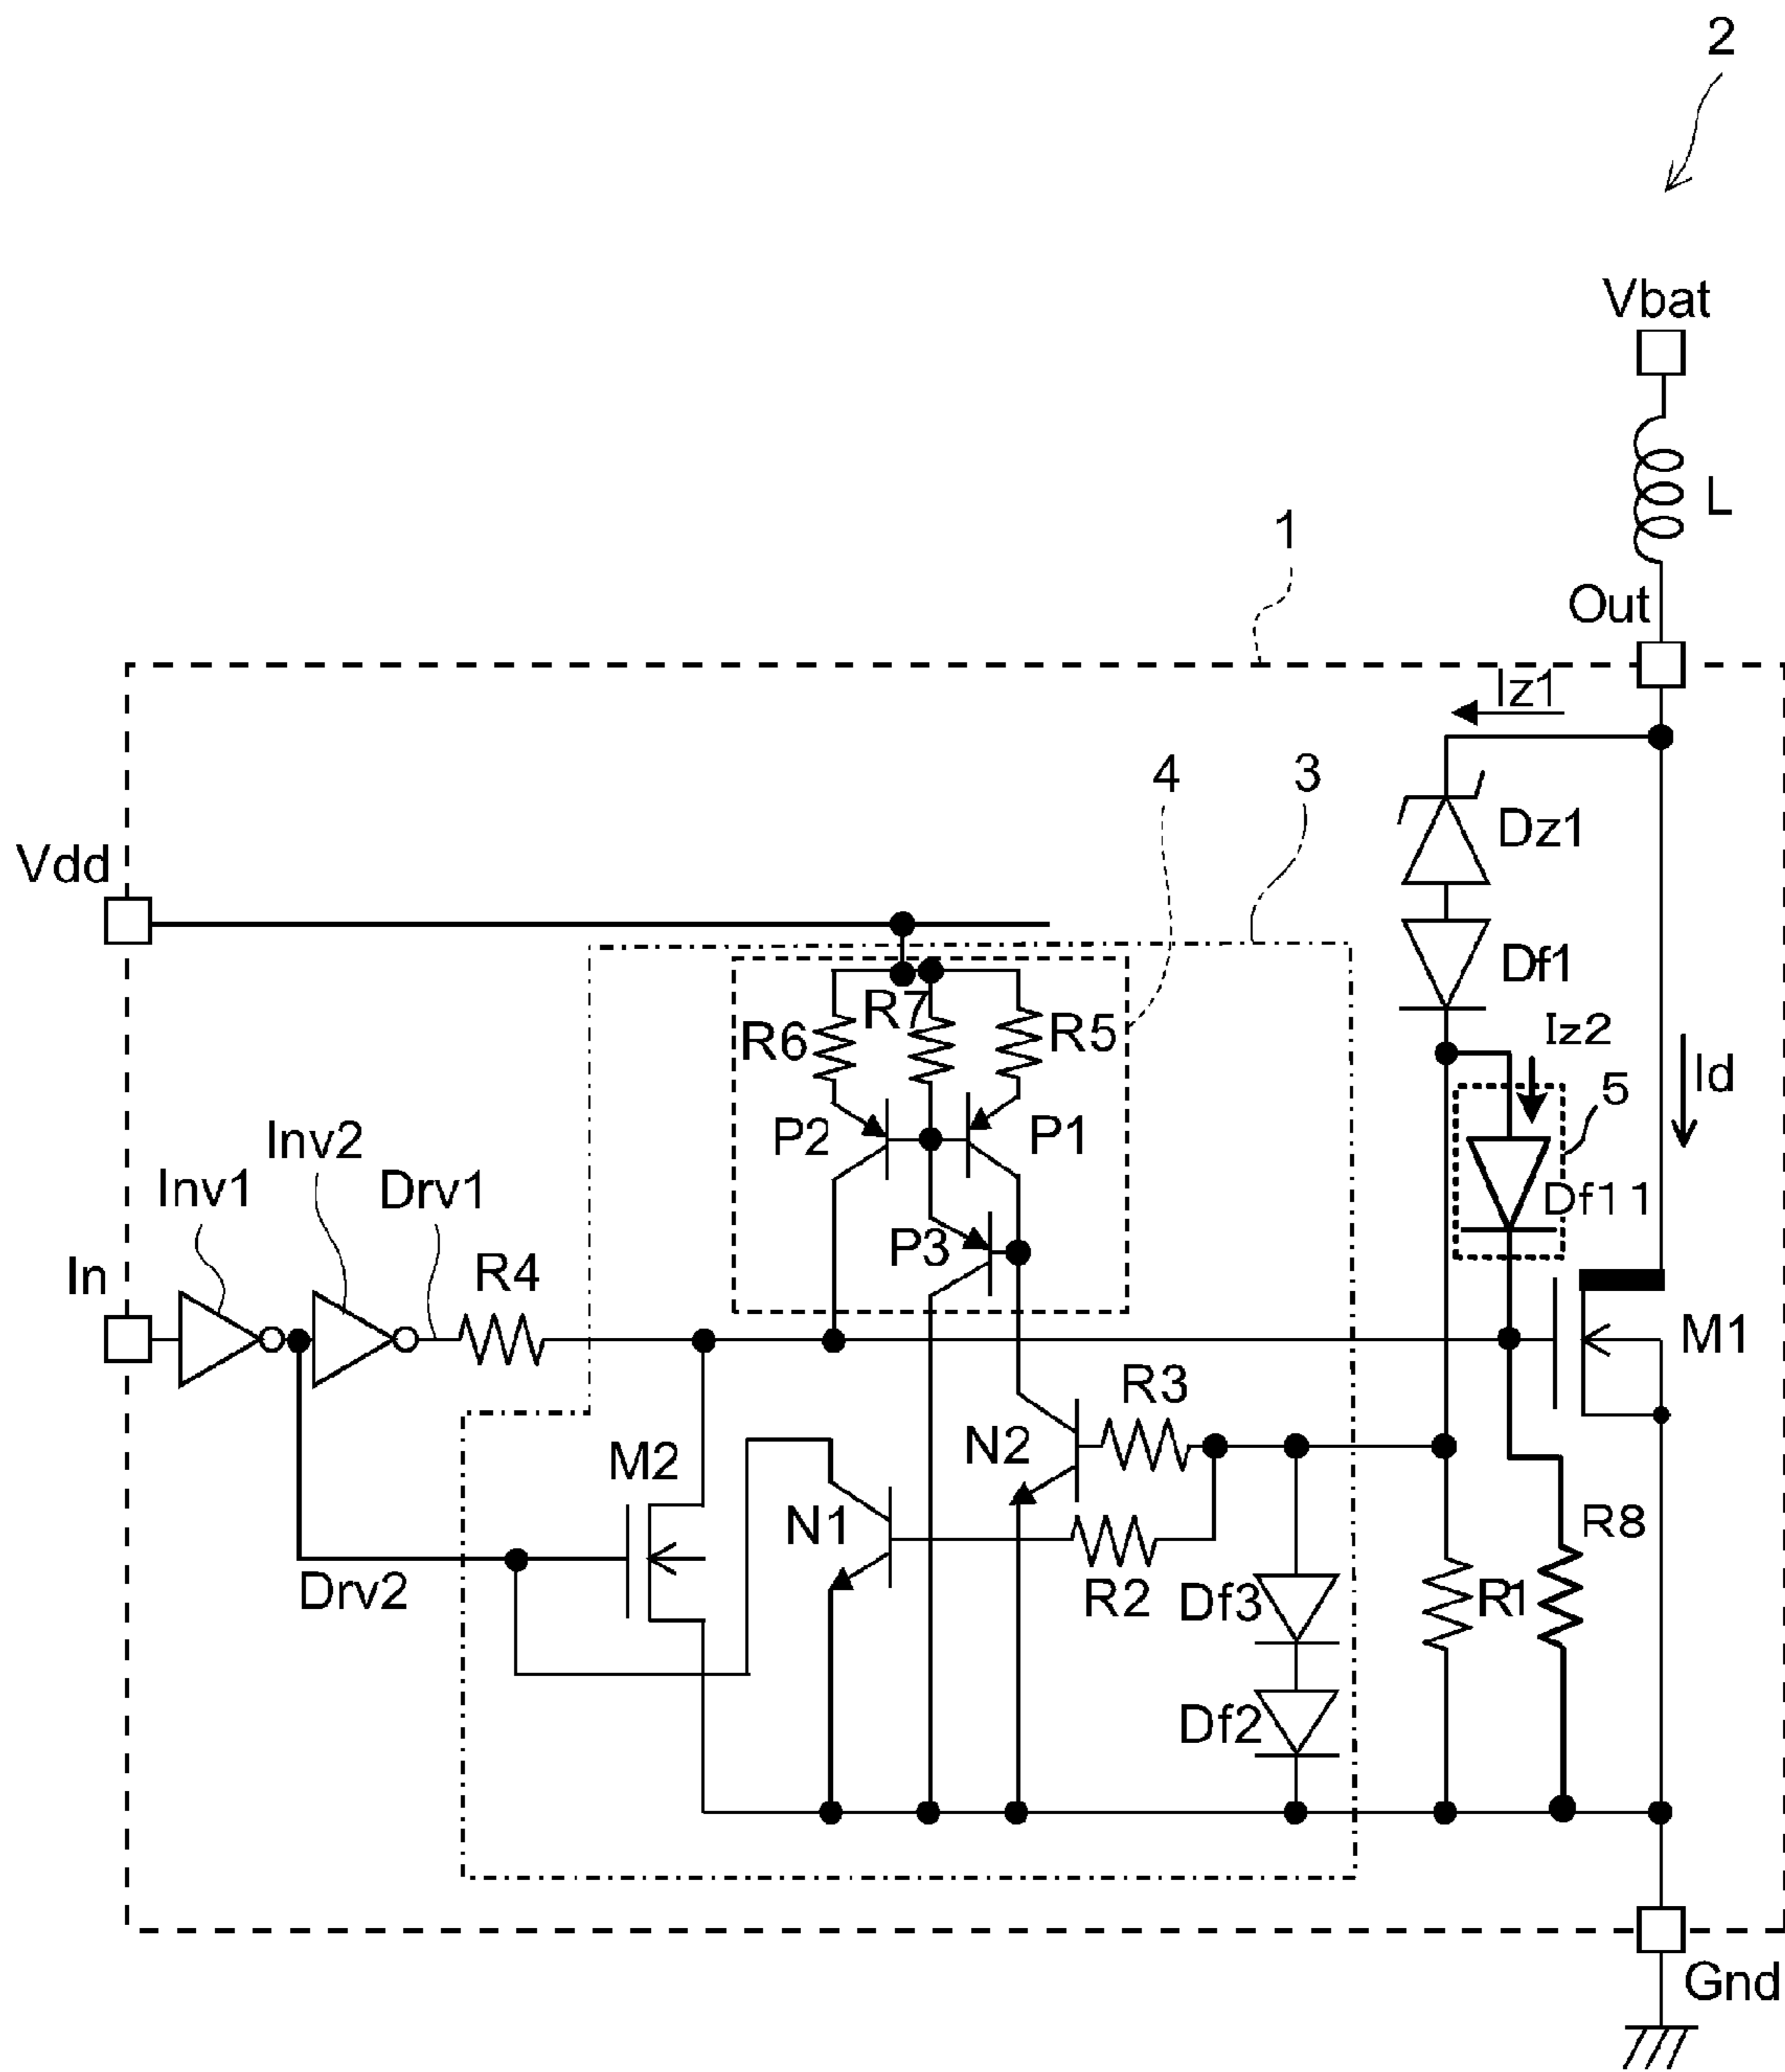 2
Vbat
L
1
Out
Iz1
4
3
Dz1
Vdd
Df1
R7
R6
R5
Iz2
5
Id
P2
P1
Inv2
Inv1
Drv1
Df11
P3
In
R4
M1
R3
N2
M2
N1
R8
Drv2
R2
Df3
R1
Df2
Gnd